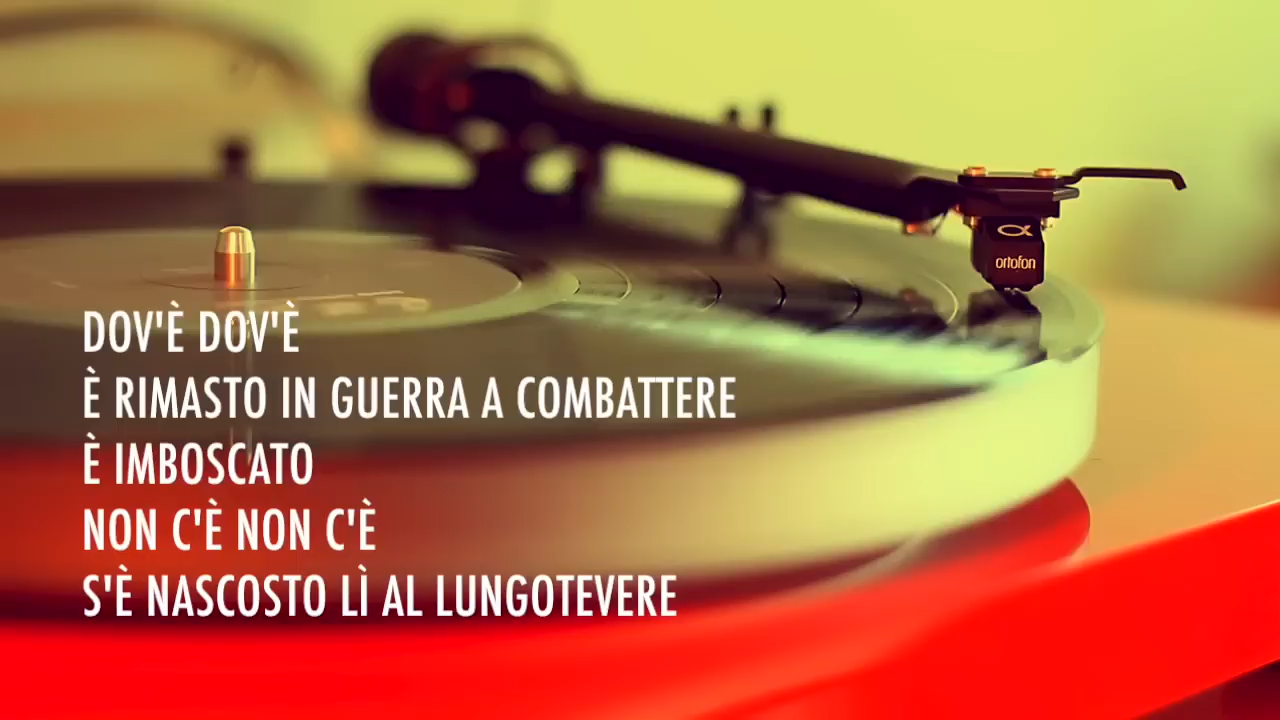 ortofon
DOV'È DOV'È
È RIMASTO IN GUERRA A COMBATTERE
È IMBOSCATO
NON C'È NON C'È
S'È NASCOSTO LÌ AL LUNGOTEVERE